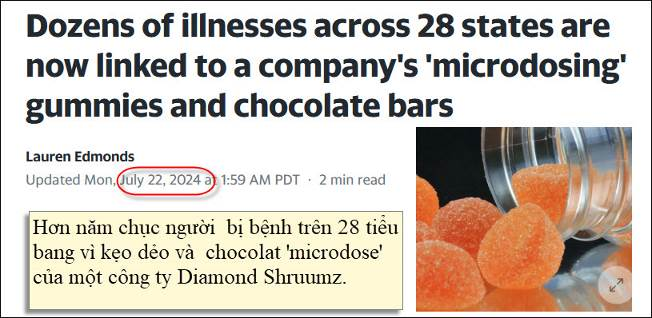 Dozens of illnesses across 28 states are
now linked to a company's 'microdosing'
gummies and chocolate bars
Lauren Edmonds
Updated Mon, July 22, 2024 at 1:59 AM PDT · 2 min read
Hơn năm chục người bị bệnh trên 28 tiểu
bang vì kẹo dẻo và chocolat 'microdose'
của một công ty Diamond Shruumz.